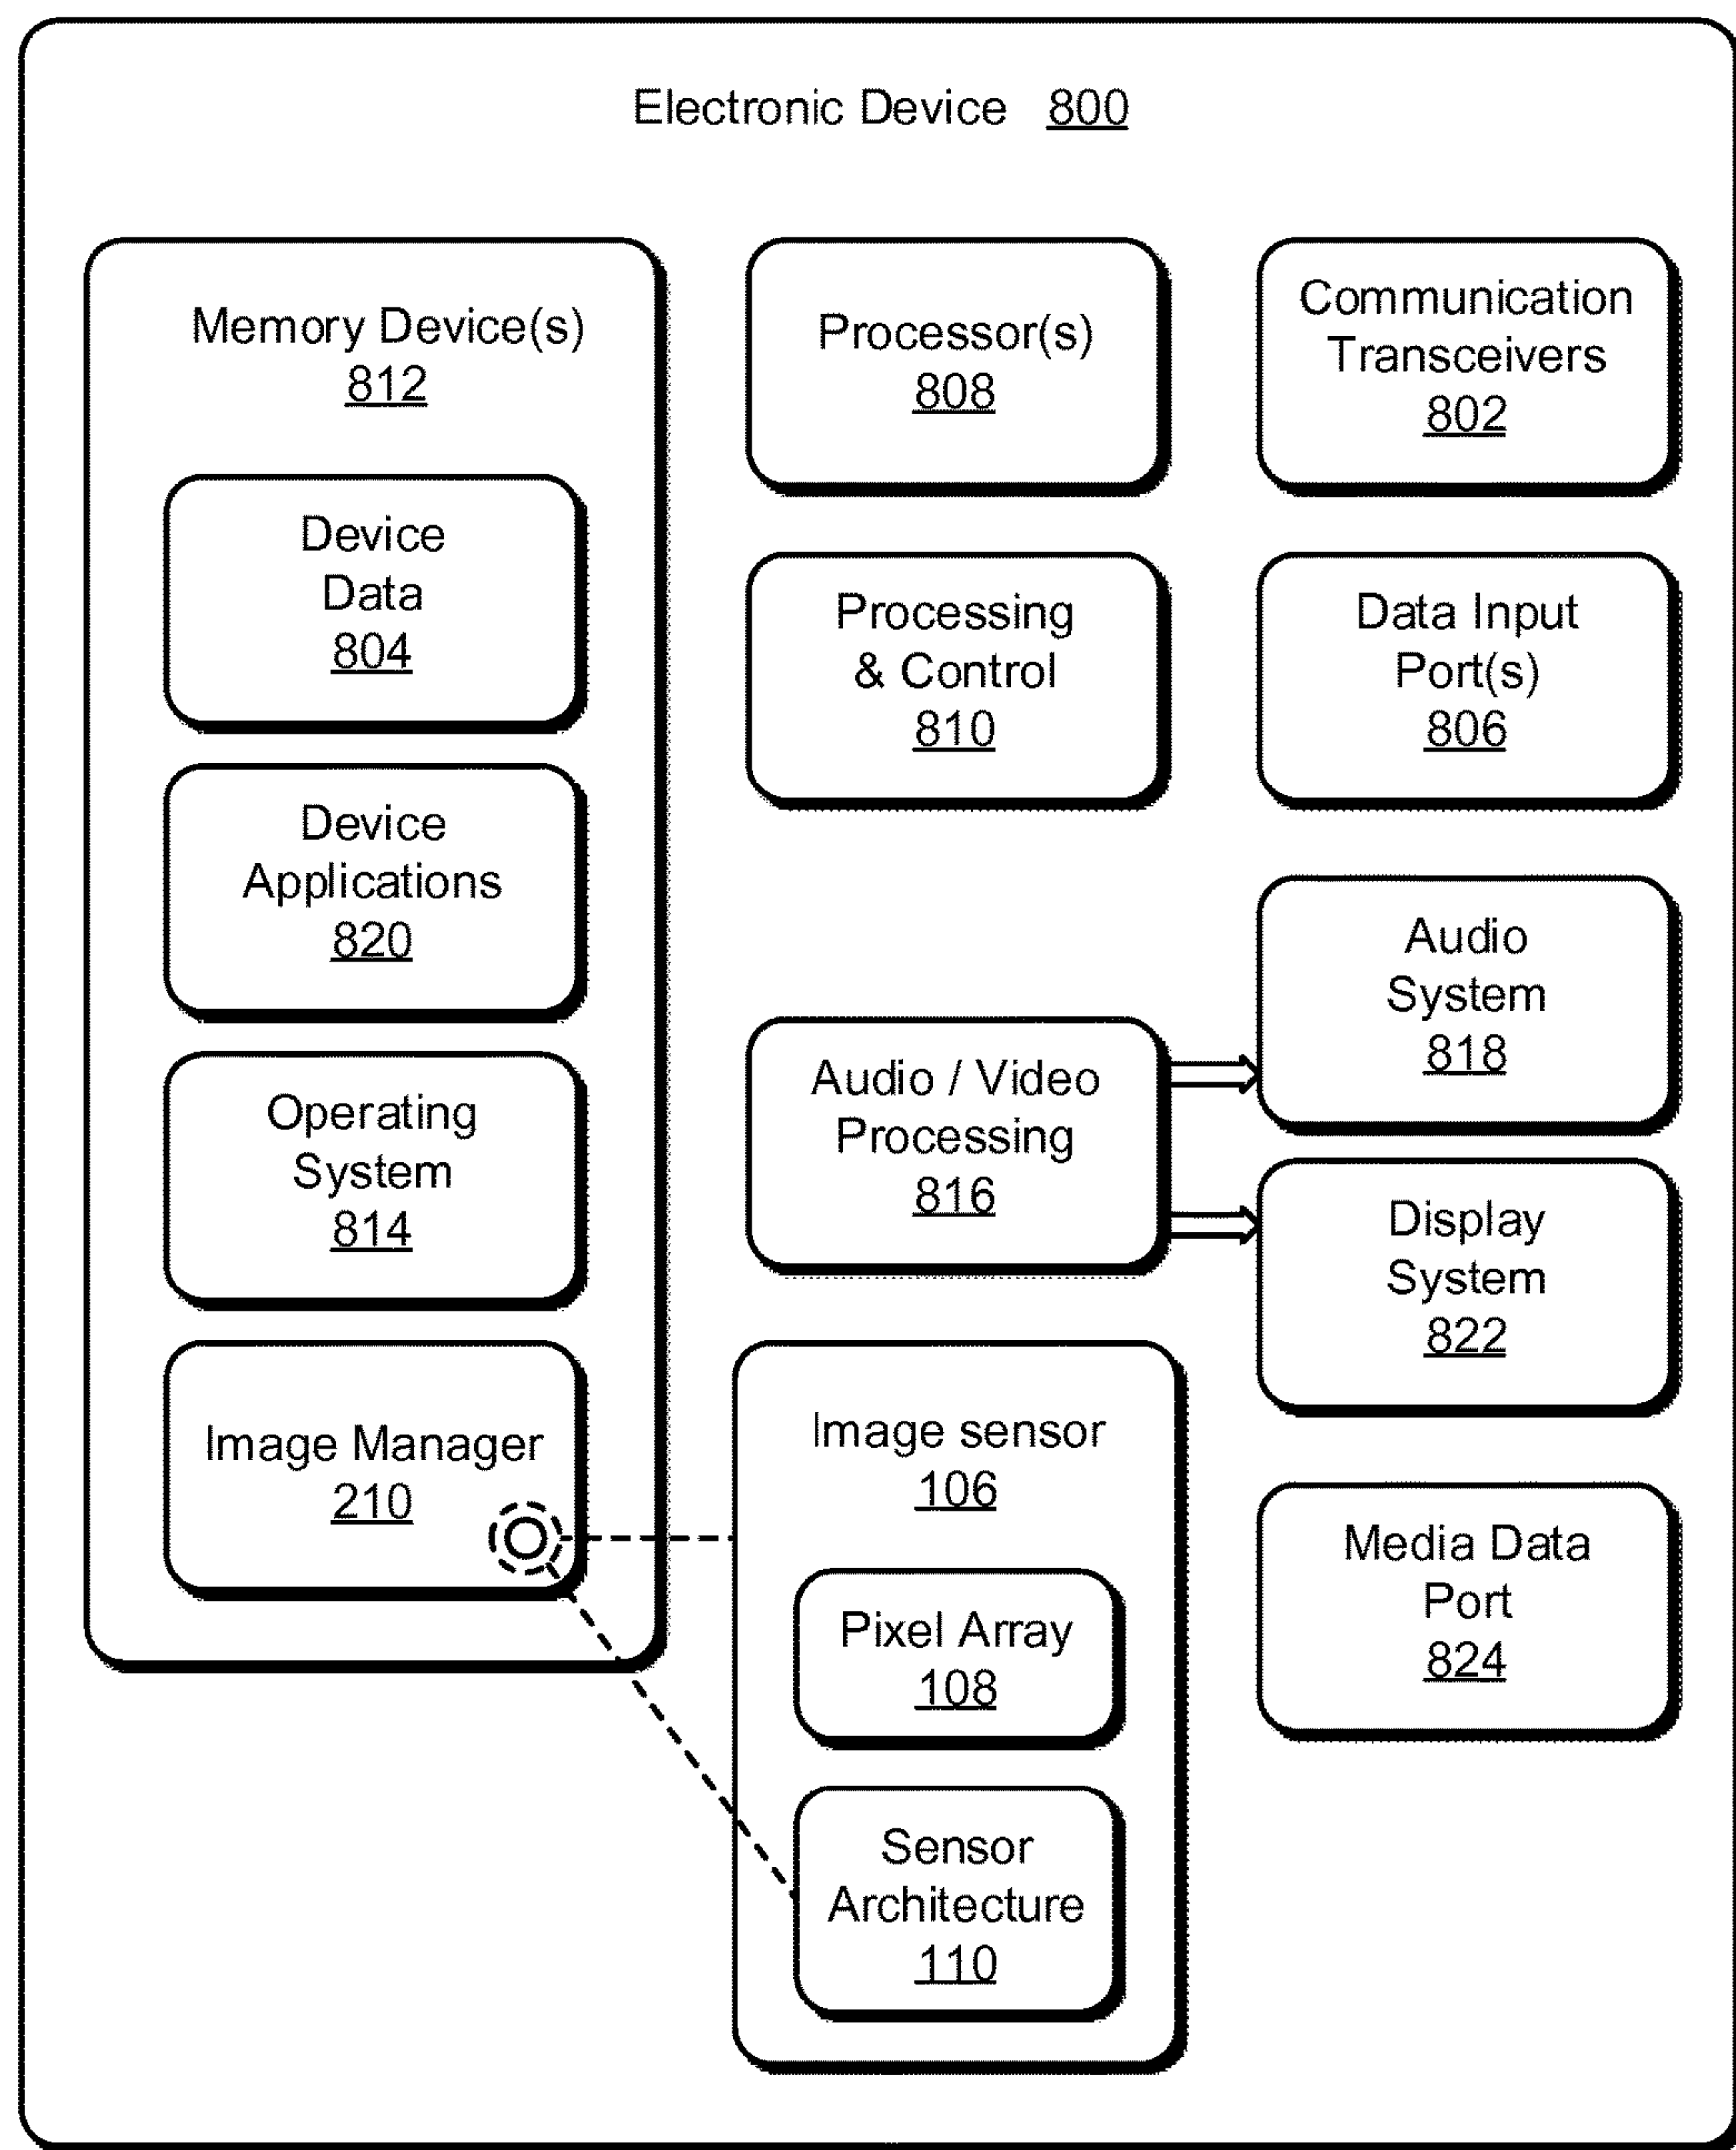 Electronic Device 800
Memory Device(s)
812
Device
Data
804
Device
Applications
820
Operating
System
814
Image Manager
210
Processor(s)
808
Processing
& Control
810
Audio / Video
Processing
816
Image sensor
106
Pixel Array
108
Sensor
Architecture
110
Communication
Transceivers
802
Data Input
Port(s)
806
Audio
System
818
Display
System
822
Media Data
Port
824